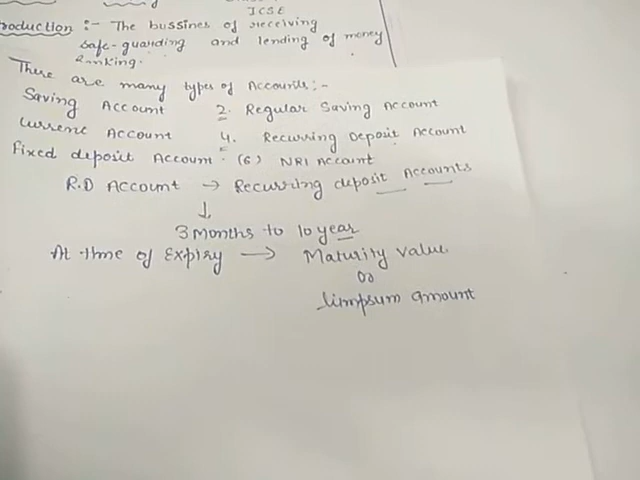 ICSE
roduction :- The bussines of receiving
safe-guarding and lending of money
Banking.
There are many types of Accounts:-
Saving Account 2. Regular Saving Account
Current Account 4. Recurring Deposit Account
Fixed deposit Account (6) NRI Account
R.D Account → Recurring deposit Accounts
↓
3 Months to 10 year
At time of Expiry → Maturity value
or
limpsum amount